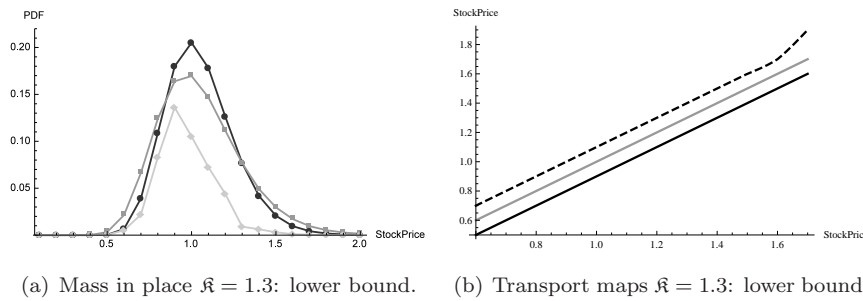 PDF
0.20
0.15
0.10
0.05
0.5 1.0 1.5 2.0
StockPrice
StockPrice
1.8
1.6
1.4
1.2
1.0
0.8
0.6
0.8 1.0 1.2 1.4 1.6
StockPric
(a) Mass in place 𝔎 = 1.3: lower bound.
(b) Transport maps 𝔎 = 1.3: lower bound